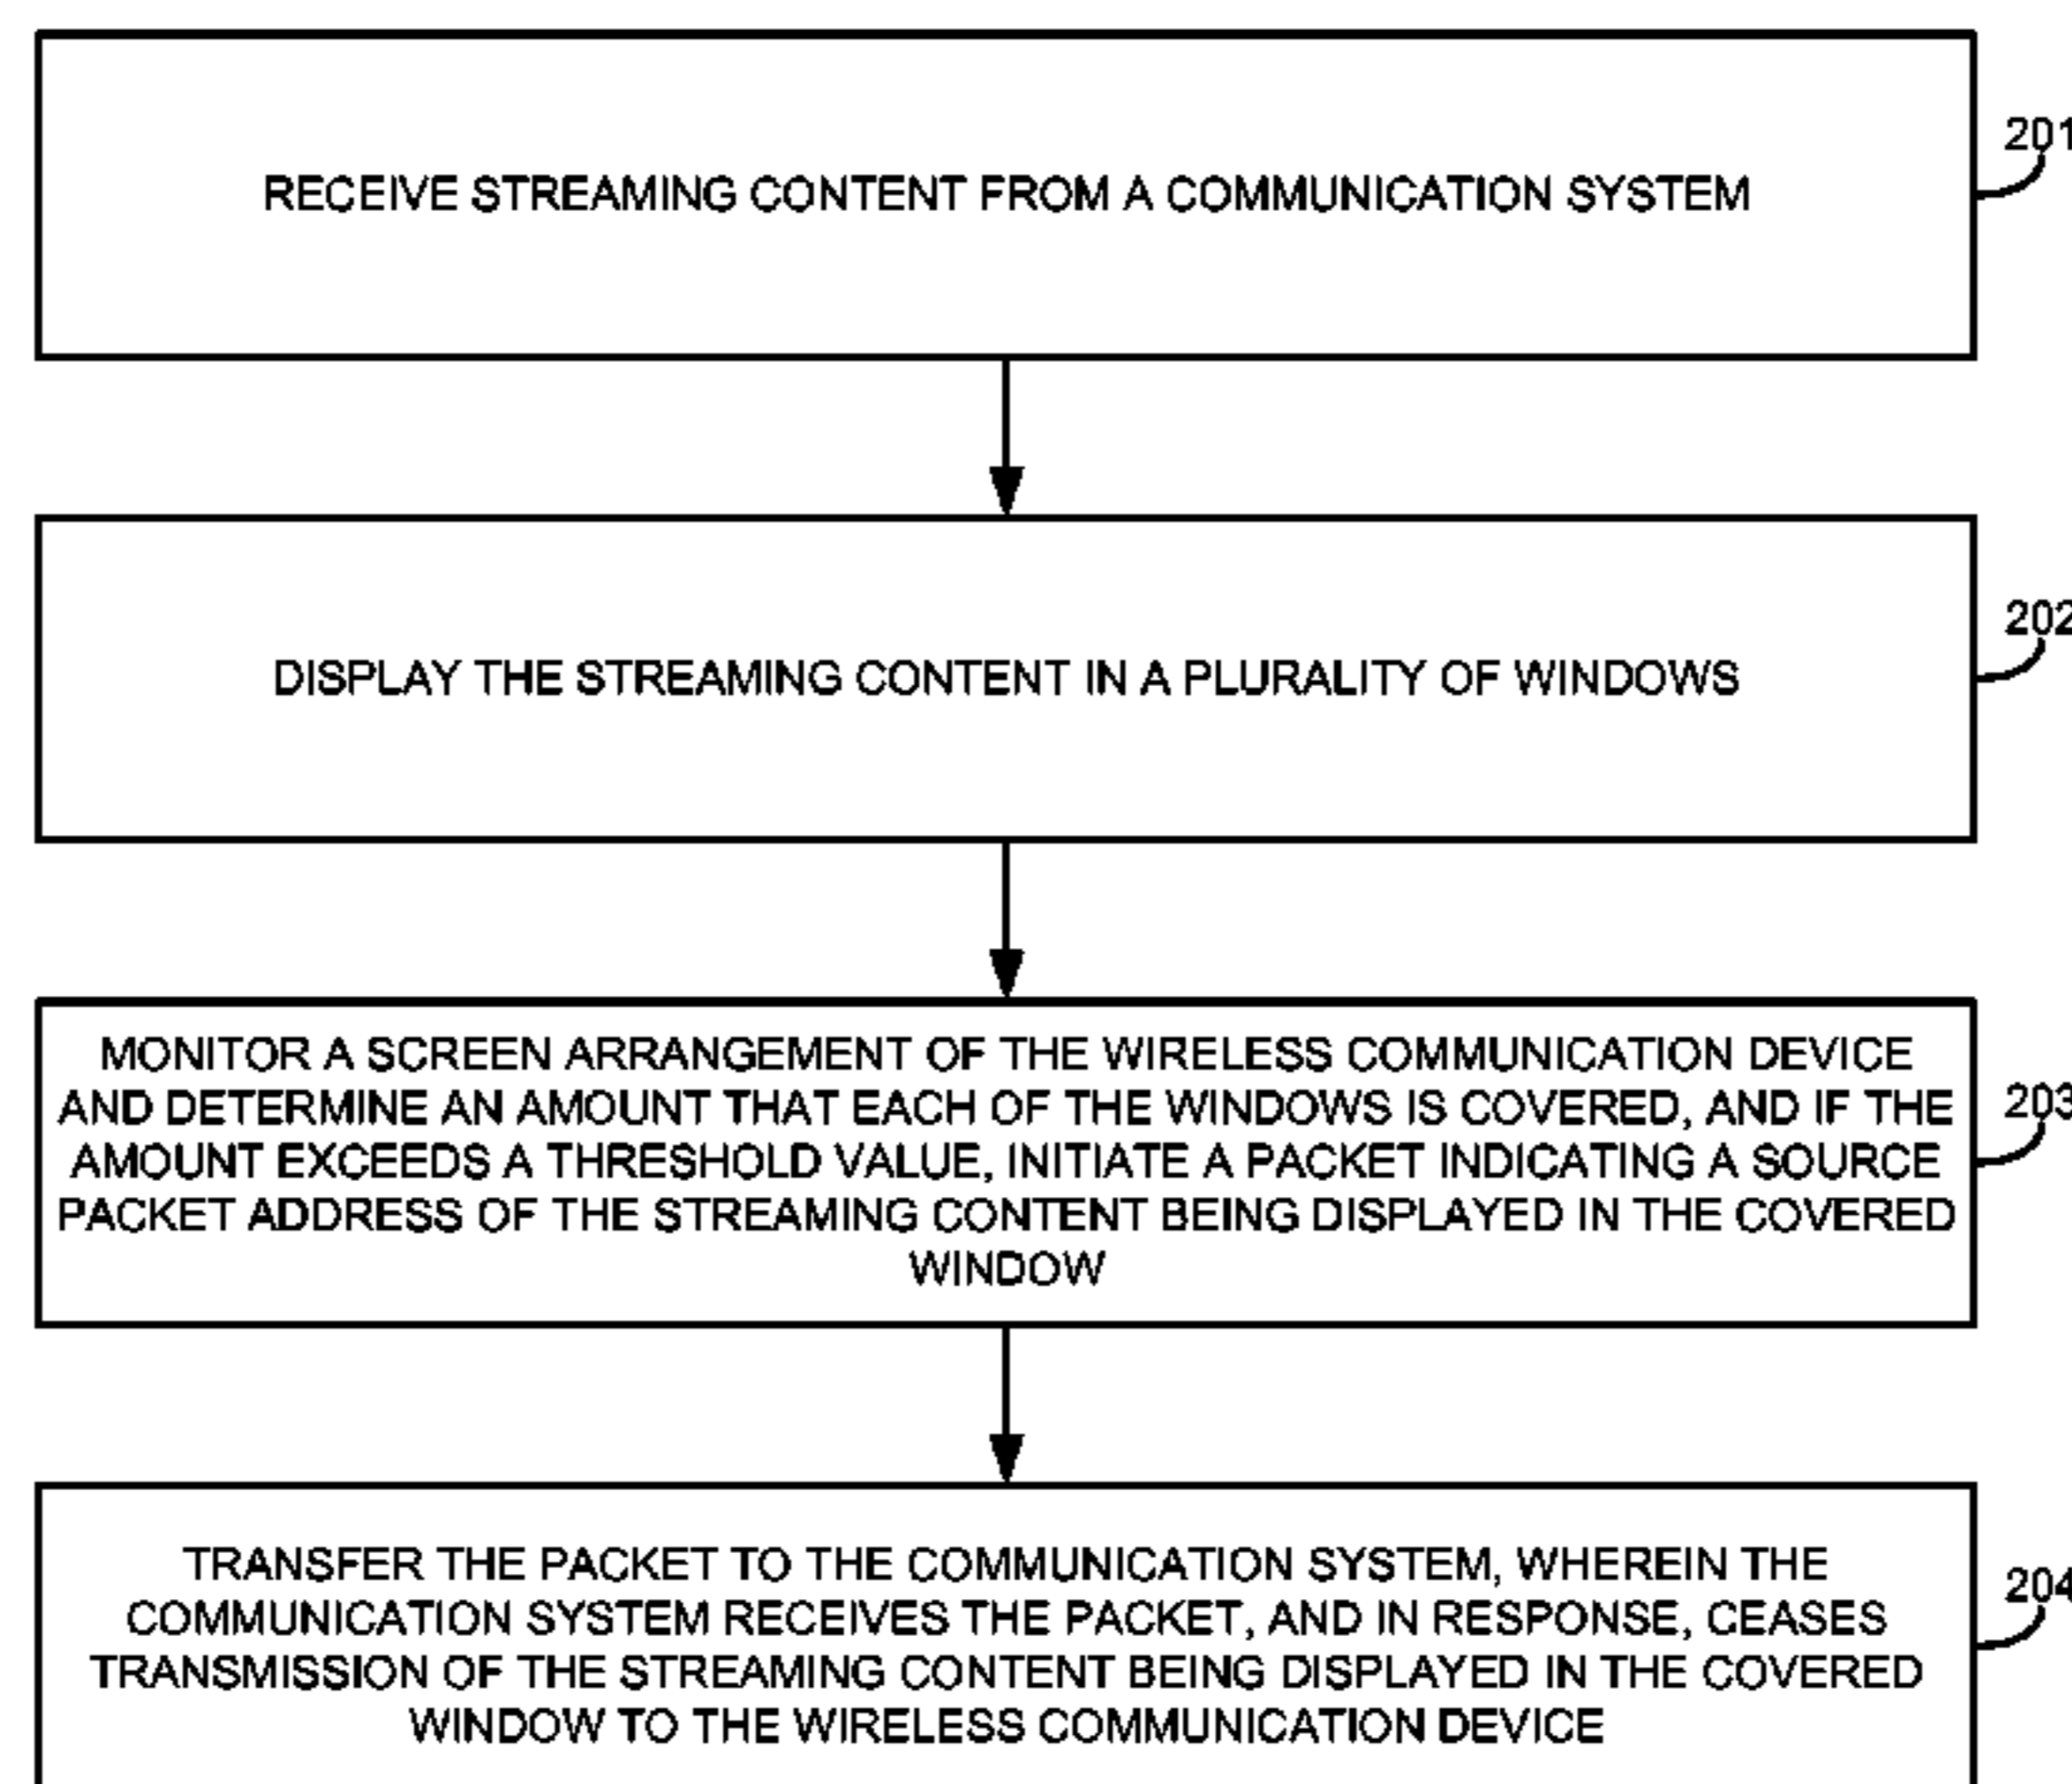 201
RECEIVE STREAMING CONTENT FROM A COMMUNICATION SYSTEM
202
DISPLAY THE STREAMING CONTENT IN A PLURALITY OF WINDOWS
MONITOR A SCREEN ARRANGEMENT OF THE WIRELESS COMMUNICATION DEVICE
AND DETERMINE AN AMOUNT THAT EACH OF THE WINDOWS IS COVERED, AND IF THE
203
AMOUNT EXCEEDS A THRESHOLD VALUE, INITIATE A PACKET INDICATING A SOURCE
PACKET ADDRESS OF THE STREAMING CONTENT BEING DISPLAYED IN THE COVERED
WINDOW
TRANSFER THE PACKET TO THE COMMUNICATION SYSTEM, WHEREIN THE
204
COMMUNICATION SYSTEM RECEIVES THE PACKET, AND IN RESPONSE, CEASES
TRANSMISSION OF THE STREAMING CONTENT BEING DISPLAYED IN THE COVERED
WINDOW TO THE WIRELESS COMMUNICATION DEVICE